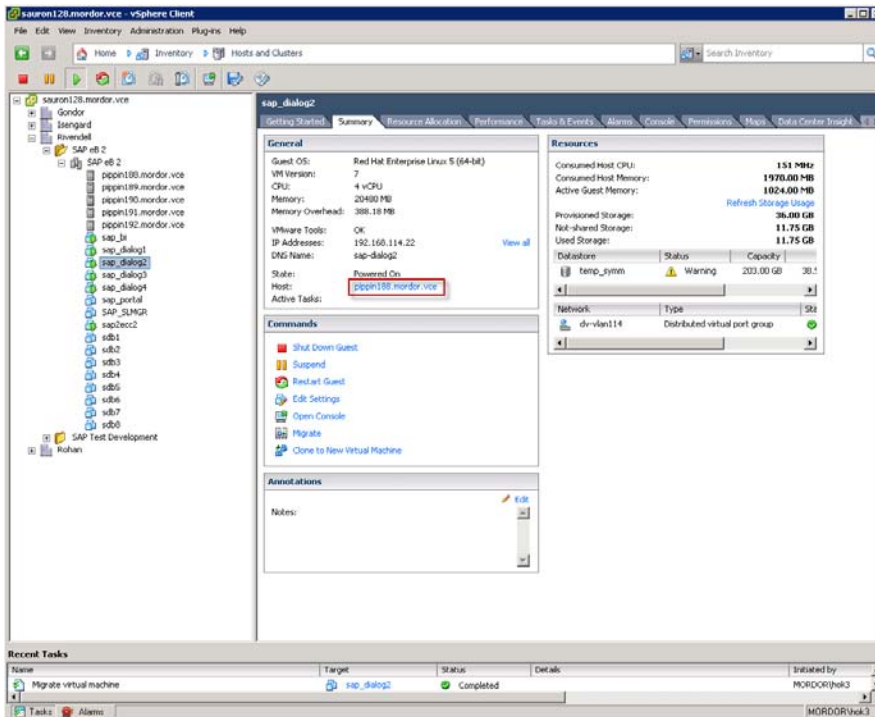 sauron128.mordor.vce - vSphere Client
File Edit View Inventory Administration Plug-ins Help
Home Inventory Hosts and Clusters
Search Inventory
sauron128.mordor.vce
Gondor
Isengard
Rivendell
SAP eB 2
SAP eB 2
pippin188.mordor.vce
pippin189.mordor.vce
pippin190.mordor.vce
pippin191.mordor.vce
pippin192.mordor.vce
sap_bi
sap_dialog1
sap_dialog2
sap_dialog3
sap_dialog4
sap_portal
SAP_SLMGR
sap2ecc2
sdb1
sdb2
sdb3
sdb4
sdb5
sdb6
sdb7
sdb8
SAP Test Development
Rohan
sap_dialog2
Getting Started Summary Resource Allocation Performance Tasks & Events Alarms Console Permissions Maps Data Center Insight
General
Guest OS: Red Hat Enterprise Linux 5 (64-bit)
VM Version: 7
CPU: 4 vCPU
Memory: 20480 MB
Memory Overhead: 388.18 MB
VMware Tools: OK
IP Addresses: 192.168.114.22 View all
DNS Name: sap-dialog2
State: Powered On
Host: pippin188.mordor.vce
Active Tasks:
Commands
Shut Down Guest
Suspend
Restart Guest
Edit Settings
Open Console
Migrate
Clone to New Virtual Machine
Annotations
Edit
Notes:
Resources
Consumed Host CPU: 151 MHz
Consumed Host Memory: 1970.00 MB
Active Guest Memory: 1024.00 MB
Refresh Storage Usage
Provisioned Storage: 36.00 GB
Not-shared Storage: 11.75 GB
Used Storage: 11.75 GB
Datastore Status Capacity
temp_symm Warning 203.00 GB
Network Type
dv-vlan114 Distributed virtual port group
Recent Tasks
Name Target Status Details Initiated by
Migrate virtual machine sap_dialog2 Completed MORDOR\hok3
Tasks Alarms MORDOR\hok3